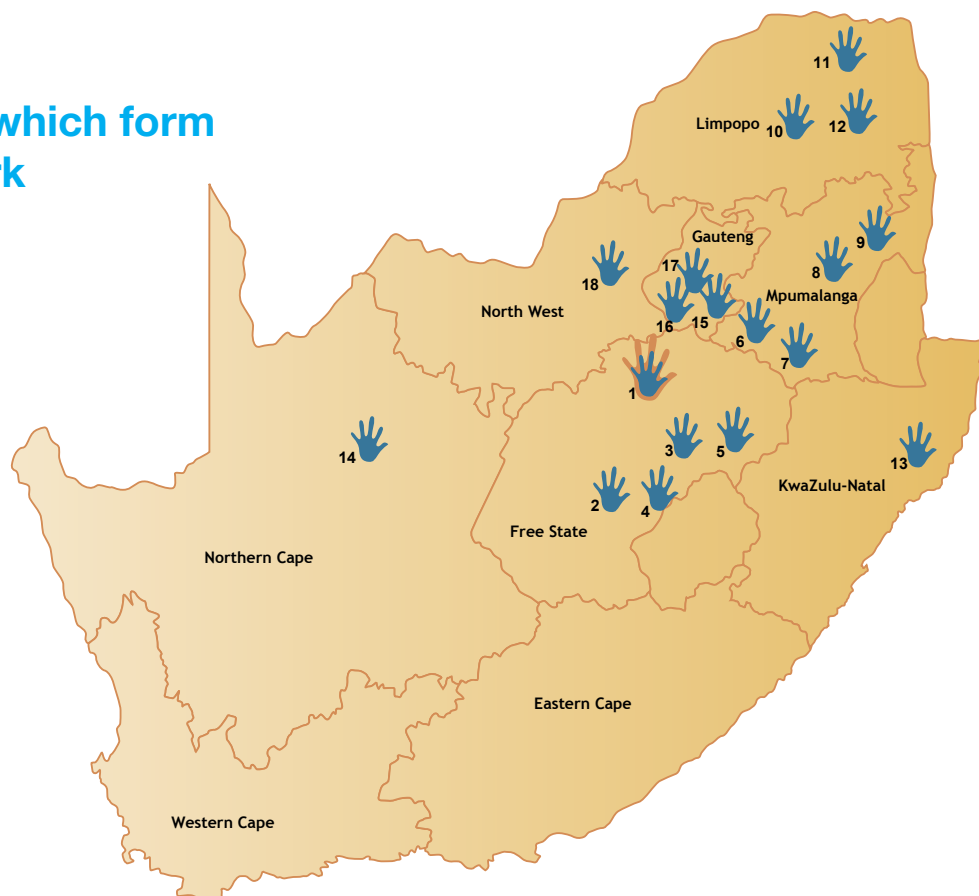 which form
rk
11
Limpopo
10
12
Gauteng
9
17
8
18
Mpumalanga
North West
16
15
6
7
1
3
5
14
13
KwaZulu-Natal
2
4
Free State
Northern Cape
Eastern Cape
Western Cape